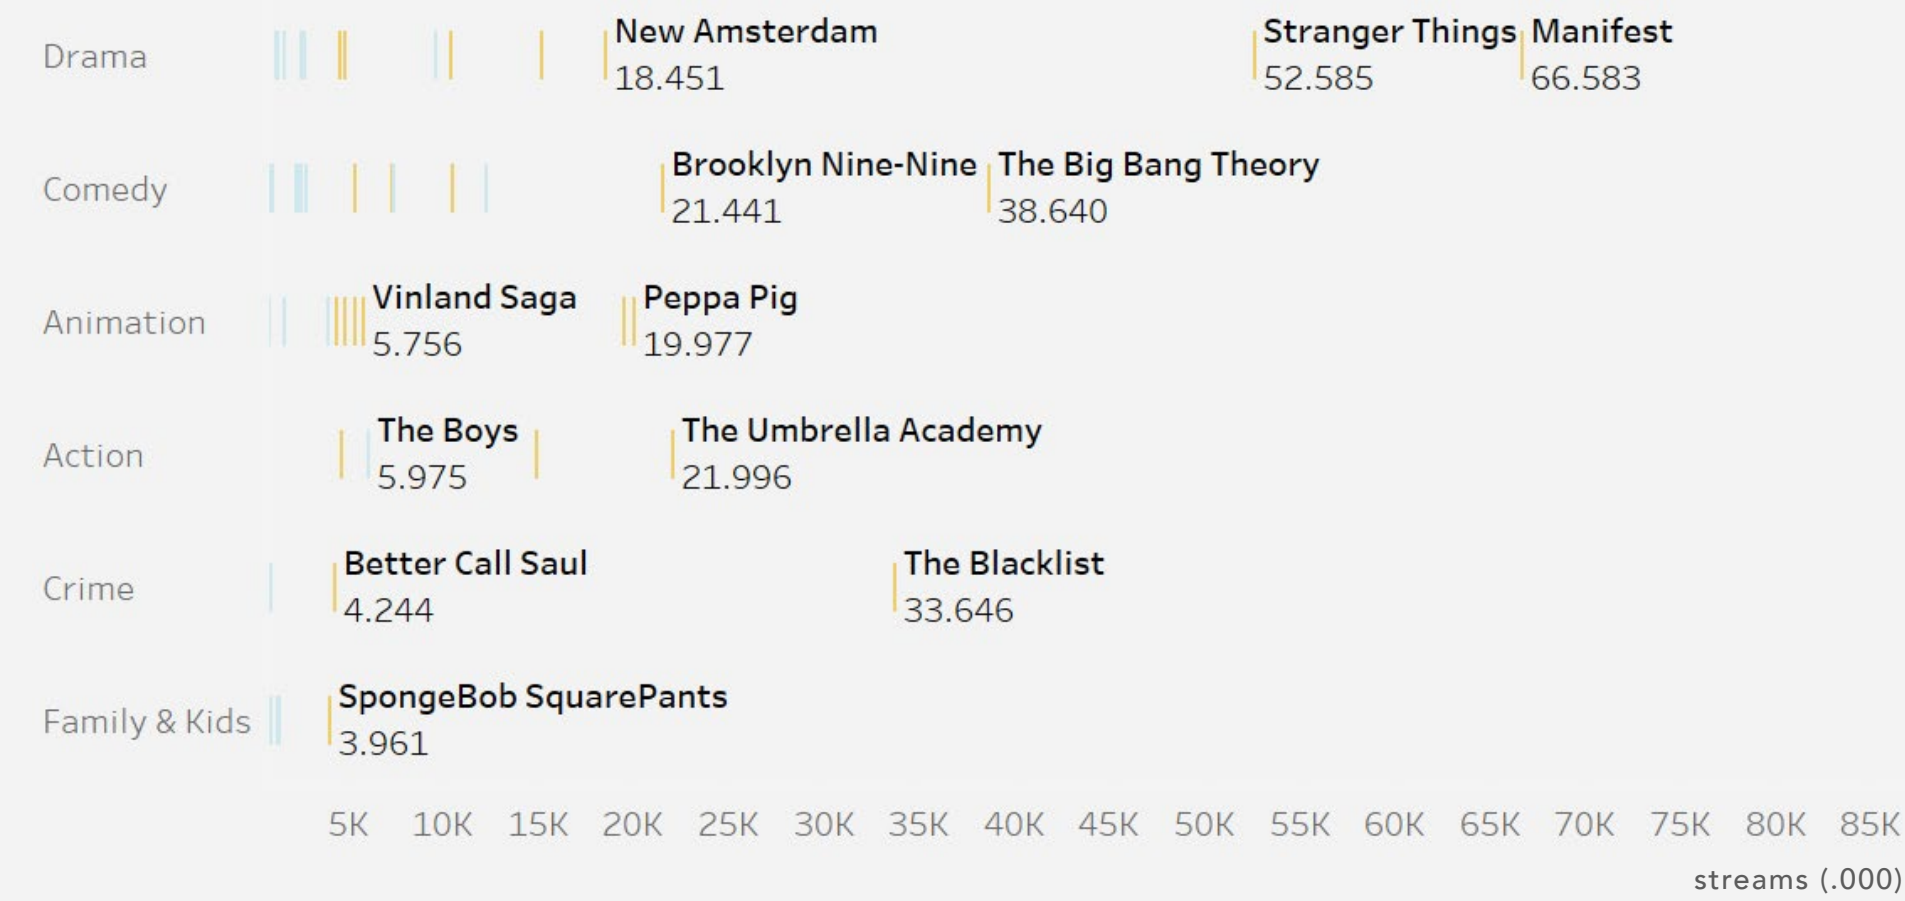 Drama
New Amsterdam
18.451
Stranger Things
52.585
Manifest
66.583
Comedy
Brooklyn Nine-Nine
21.441
The Big Bang Theory
38.640
Animation
Vinland Saga
5.756
Peppa Pig
19.977
Action
The Boys
5.975
The Umbrella Academy
21.996
Crime
Better Call Saul
4.244
The Blacklist
33.646
Family & Kids
SpongeBob SquarePants
3.961
5K 10K 15K 20K 25K 30K 35K 40K 45K 50K 55K 60K 65K 70K 75K 80K 85K
streams (.000)